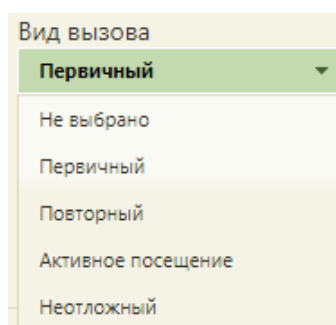 Вид вызова
Первичный
Не выбрано
Первичный
Повторный
Активное посещение
Неотложный